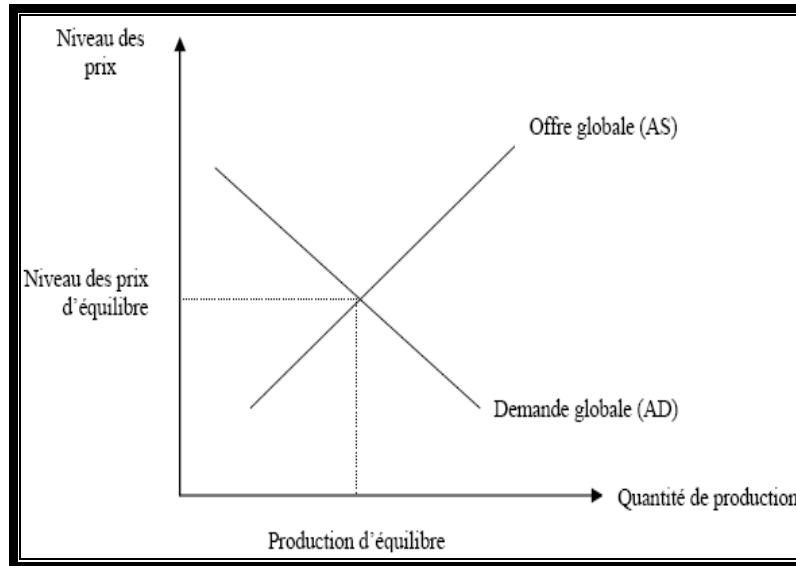 Niveau des
prix
Offre globale (AS)
Niveau des prix
d'équilibre
Demande globale (AD)
Quantité de production
Production d'équilibre